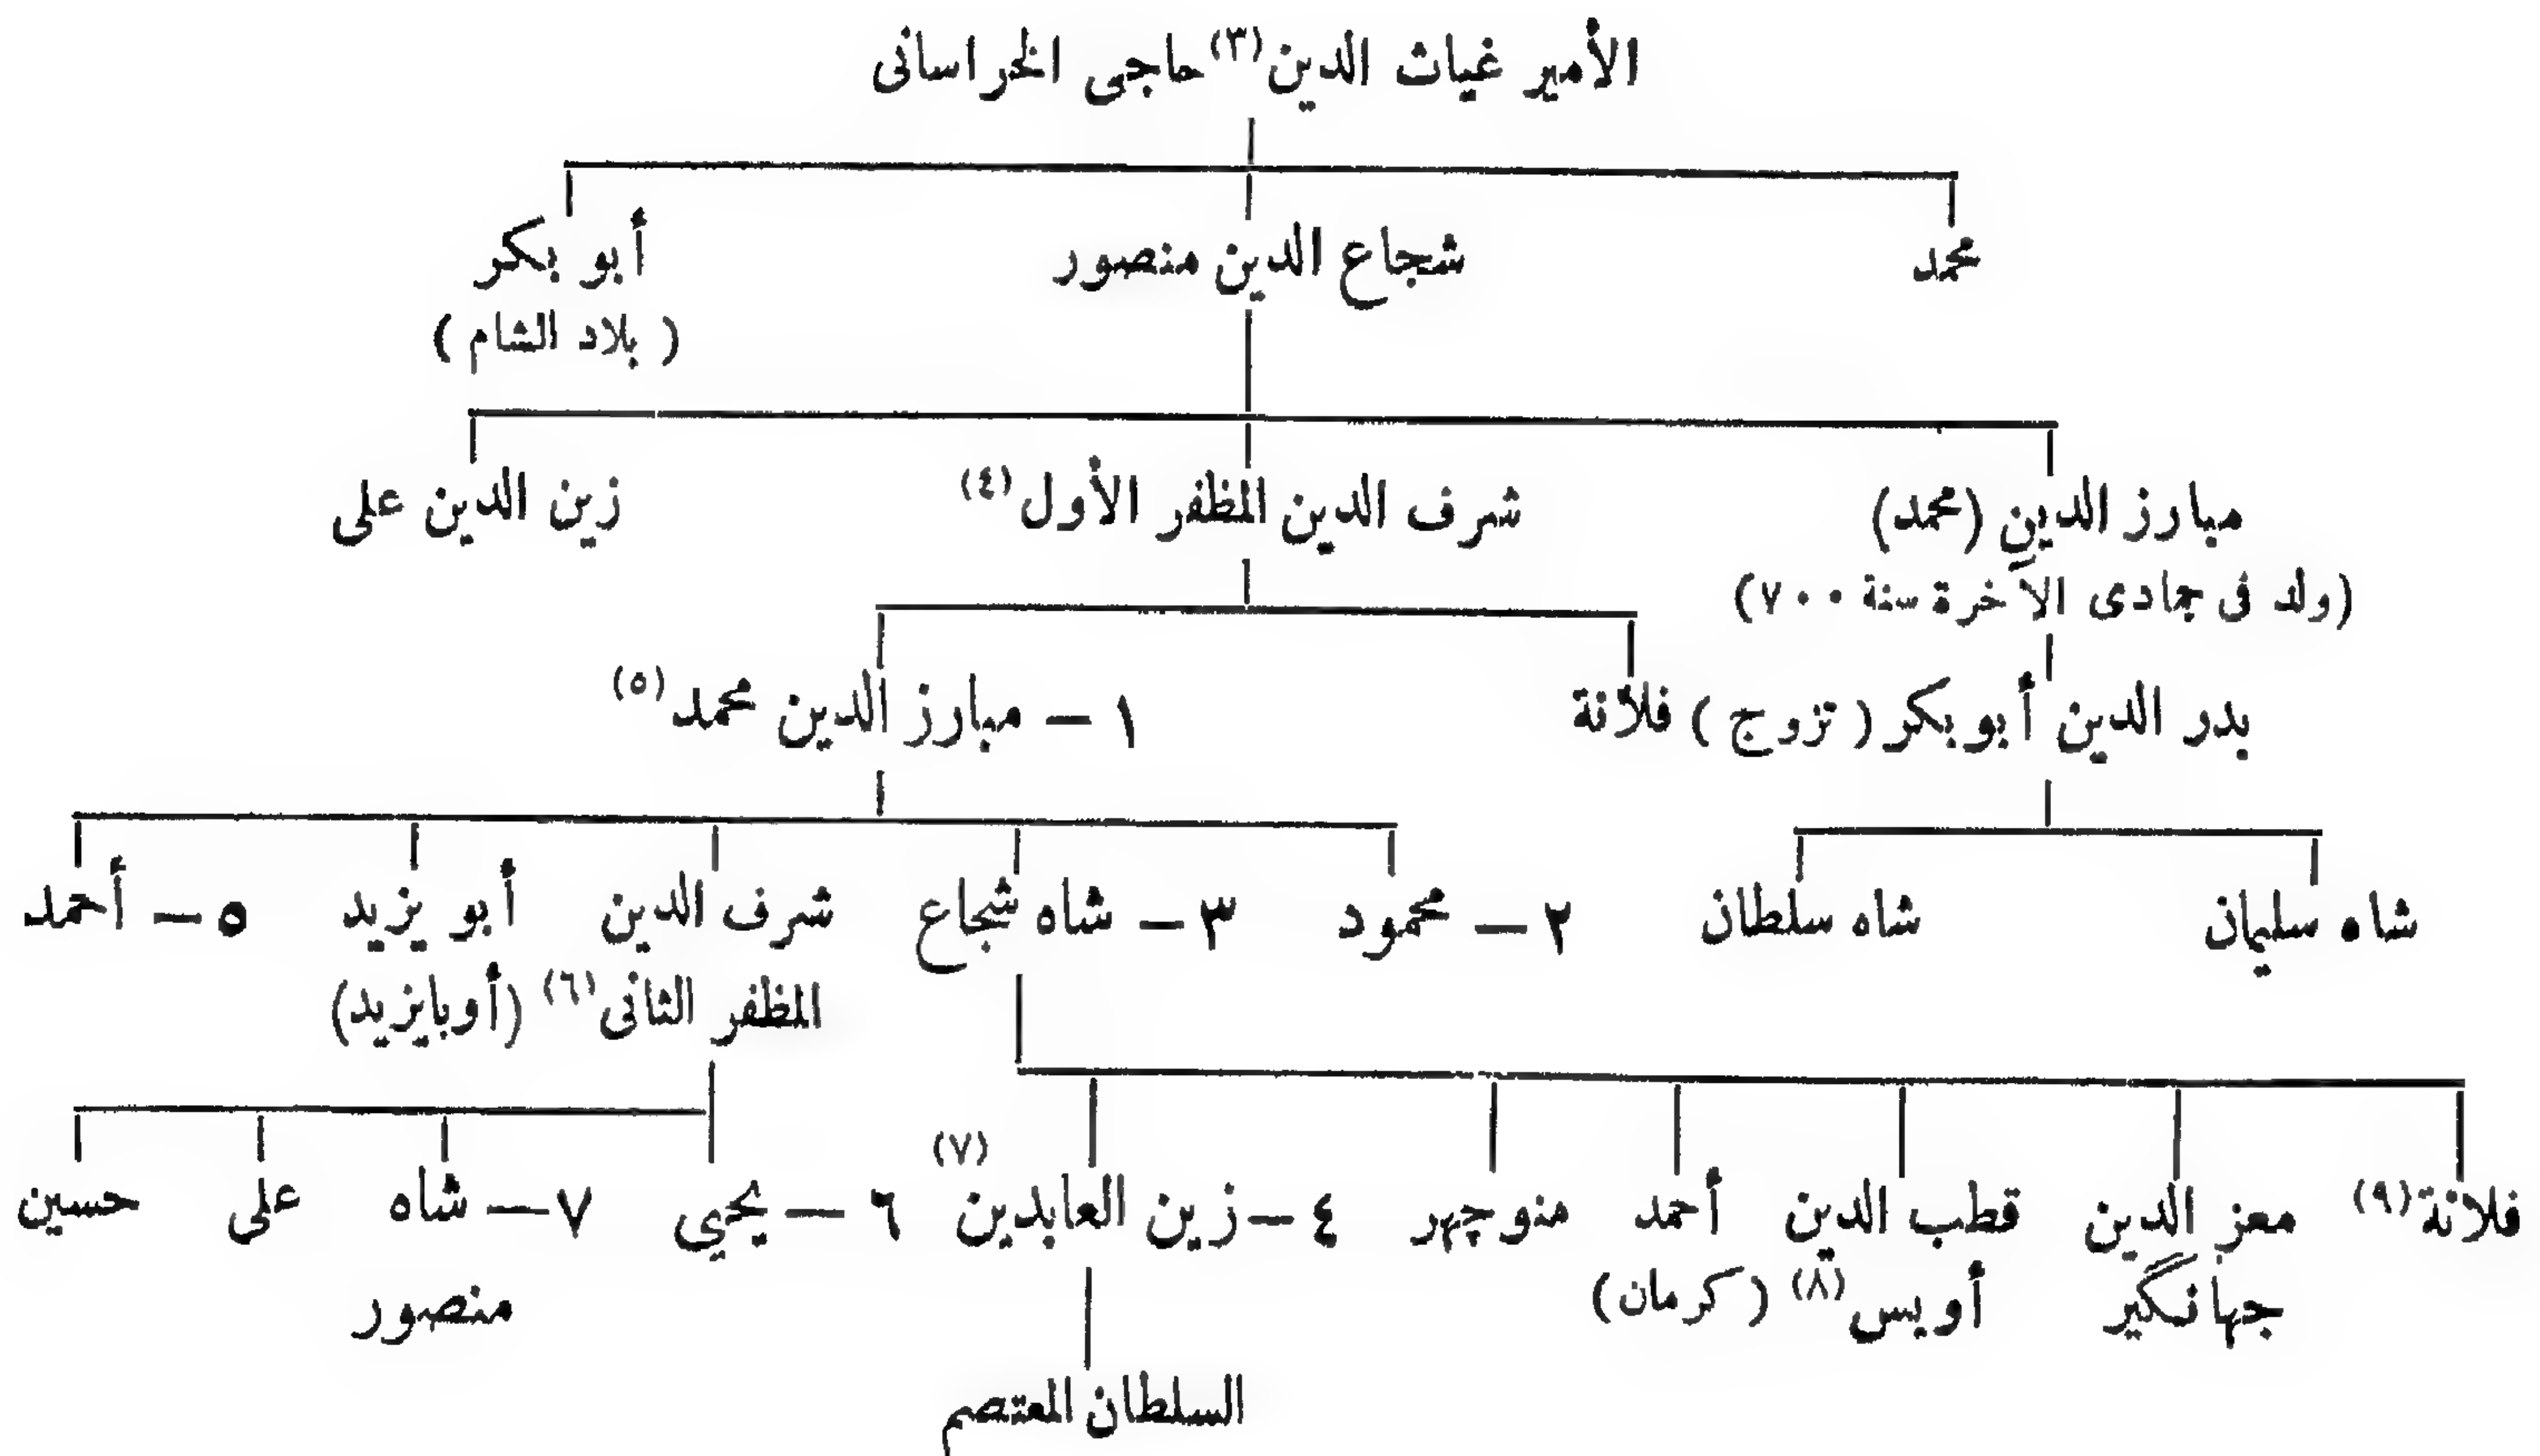 الأمير غياث الدين (٣) حاجى الخراسانى
محمد شجاع الدين منصور أبو بكر
( بلاد الشام )
مبارز الدين (محمد) شرف الدين المظفر الأول (٤) زين الدين على
(ولد فى جمادى الآخرة سنة ٧٠٠)
بدر الدين أبو بكر ( تزوج ) فلانة ١ – مبارز الدين محمد (٥)
شاه سليمان شاه سلطان ٢ – محمود ٣ – شاه شجاع شرف الدين أبو يزيد ٥ – أحمد
المظفر الثانى (٦) (أوبايزيد)
فلانة (٩) معز الدين قطب الدين أحمد منوچهر ٤ – زين العابدين (٧) ٦ – يحيي ٧ – شاه على حسين
جهانگير أويس (٨) (كرمان) منصور
السلطان المعتصم